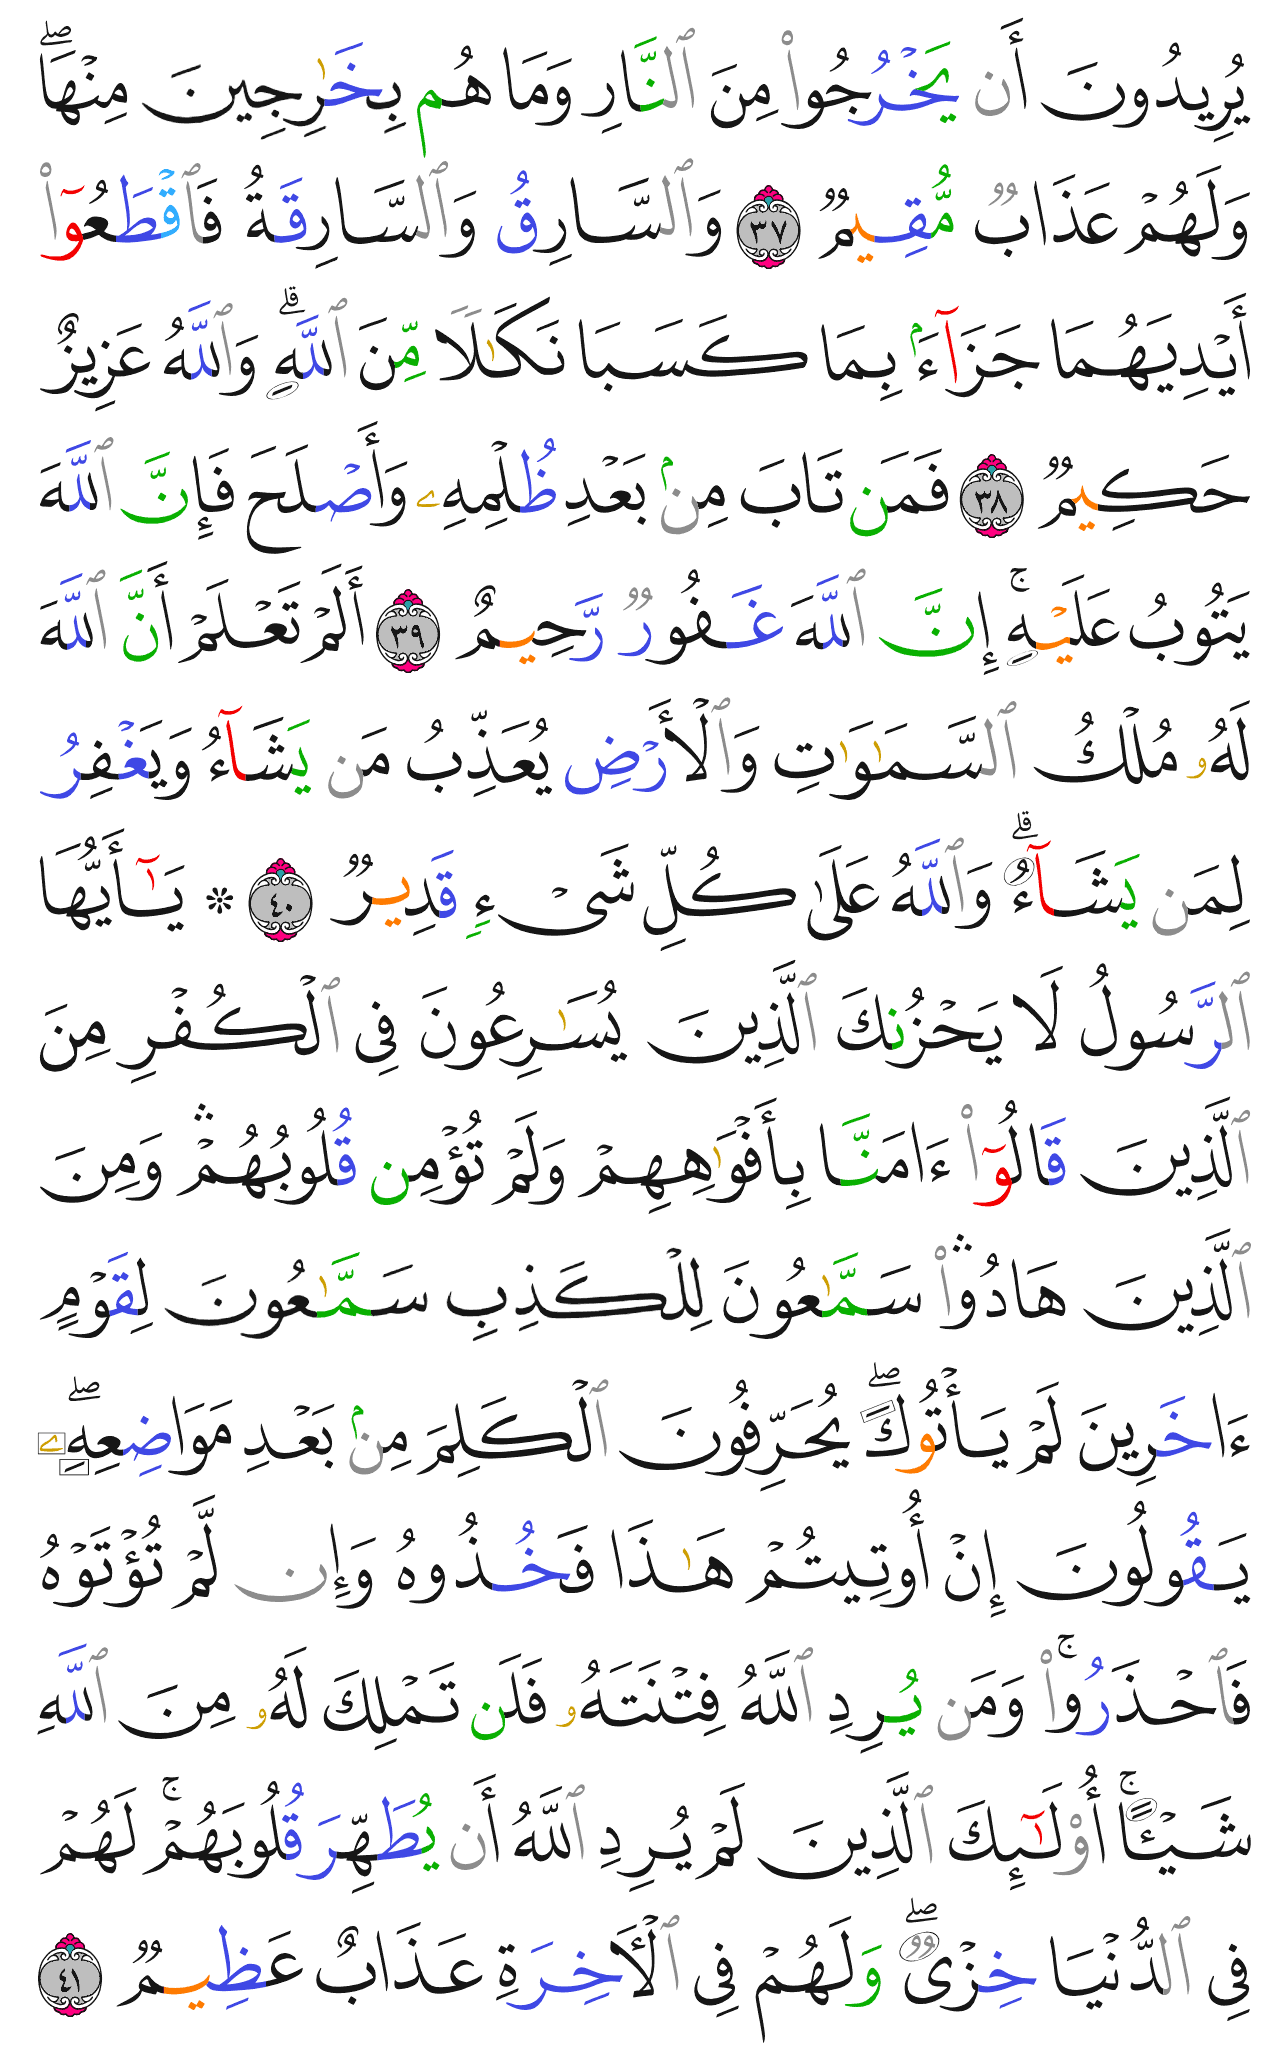 يُرِيدُونَ أَن يَخْرُجُوا۟ مِنَ ٱلنَّارِ وَمَا هُم بِخَـٰرِجِينَ مِنْهَا ۖ
وَلَهُمْ عَذَابٌ مُّقِيمٌ ٣٧ وَٱلسَّارِقُ وَٱلسَّارِقَةُ فَٱقْطَعُوٓا۟
أَيْدِيَهُمَا جَزَآءًۢ بِمَا كَسَبَا نَكَـٰلًا مِّنَ ٱللَّهِ ۗ وَٱللَّهُ عَزِيزٌ
حَكِيمٌ ٣٨ فَمَن تَابَ مِنۢ بَعْدِ ظُلْمِهِۦ وَأَصْلَحَ فَإِنَّ ٱللَّهَ
يَتُوبُ عَلَيْهِ ۚ إِنَّ ٱللَّهَ غَفُورٌ رَّحِيمٌ ٣٩ أَلَمْ تَعْلَمْ أَنَّ ٱللَّهَ
لَهُۥ مُلْكُ ٱلسَّمَـٰوَٰتِ وَٱلْأَرْضِ يُعَذِّبُ مَن يَشَآءُ وَيَغْفِرُ
لِمَن يَشَآءُ ۗ وَٱللَّهُ عَلَىٰ كُلِّ شَىْءٍ قَدِيرٌ ٤٠ ۞ يَـٰٓأَيُّهَا
ٱلرَّسُولُ لَا يَحْزُنكَ ٱلَّذِينَ يُسَـٰرِعُونَ فِى ٱلْكُفْرِ مِنَ
ٱلَّذِينَ قَالُوٓا۟ ءَامَنَّا بِأَفْوَٰهِهِمْ وَلَمْ تُؤْمِن قُلُوبُهُمْ ۛ وَمِنَ
ٱلَّذِينَ هَادُوا۟ ۛ سَمَّـٰعُونَ لِلْكَذِبِ سَمَّـٰعُونَ لِقَوْمٍ
ءَاخَرِينَ لَمْ يَأْتُوكَ ۖ يُحَرِّفُونَ ٱلْكَلِمَ مِنۢ بَعْدِ مَوَاضِعِهِۦ ۖ
يَقُولُونَ إِنْ أُوتِيتُمْ هَـٰذَا فَخُذُوهُ وَإِن لَّمْ تُؤْتَوْهُ
فَٱحْذَرُوا۟ ۚ وَمَن يُرِدِ ٱللَّهُ فِتْنَتَهُۥ فَلَن تَمْلِكَ لَهُۥ مِنَ ٱللَّهِ
شَيْـًٔا ۚ أُو۟لَـٰٓئِكَ ٱلَّذِينَ لَمْ يُرِدِ ٱللَّهُ أَن يُطَهِّرَ قُلُوبَهُمْ ۚ لَهُمْ
فِى ٱلدُّنْيَا خِزْىٌ ۖ وَلَهُمْ فِى ٱلْـَٔاخِرَةِ عَذَابٌ عَظِيمٌ ٤١